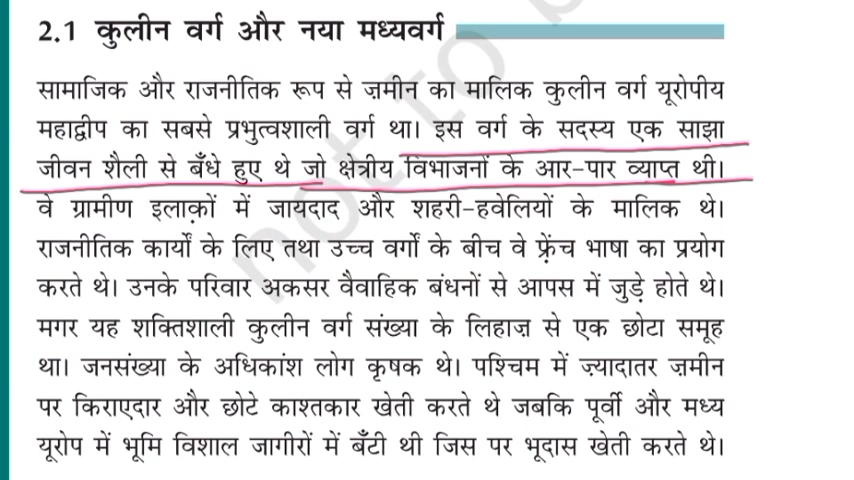 2.1 कुलीन वर्ग और नया मध्यवर्ग
सामाजिक और राजनीतिक रूप से ज़मीन का मालिक कुलीन वर्ग यूरोपीय
महाद्वीप का सबसे प्रभुत्वशाली वर्ग था। इस वर्ग के सदस्य एक साझा
जीवन शैली से बँधे हुए थे जो क्षेत्रीय विभाजनों के आर-पार व्याप्त थी।
वे ग्रामीण इलाक़ों में जायदाद और शहरी-हवेलियों के मालिक थे।
राजनीतिक कार्यों के लिए तथा उच्च वर्गों के बीच वे फ़्रेंच भाषा का प्रयोग
करते थे। उनके परिवार अकसर वैवाहिक बंधनों से आपस में जुड़े होते थे।
मगर यह शक्तिशाली कुलीन वर्ग संख्या के लिहाज़ से एक छोटा समूह
था। जनसंख्या के अधिकांश लोग कृषक थे। पश्चिम में ज़्यादातर ज़मीन
पर किराएदार और छोटे काश्तकार खेती करते थे जबकि पूर्वी और मध्य
यूरोप में भूमि विशाल जागीरों में बँटी थी जिस पर भूदास खेती करते थे।
not to b